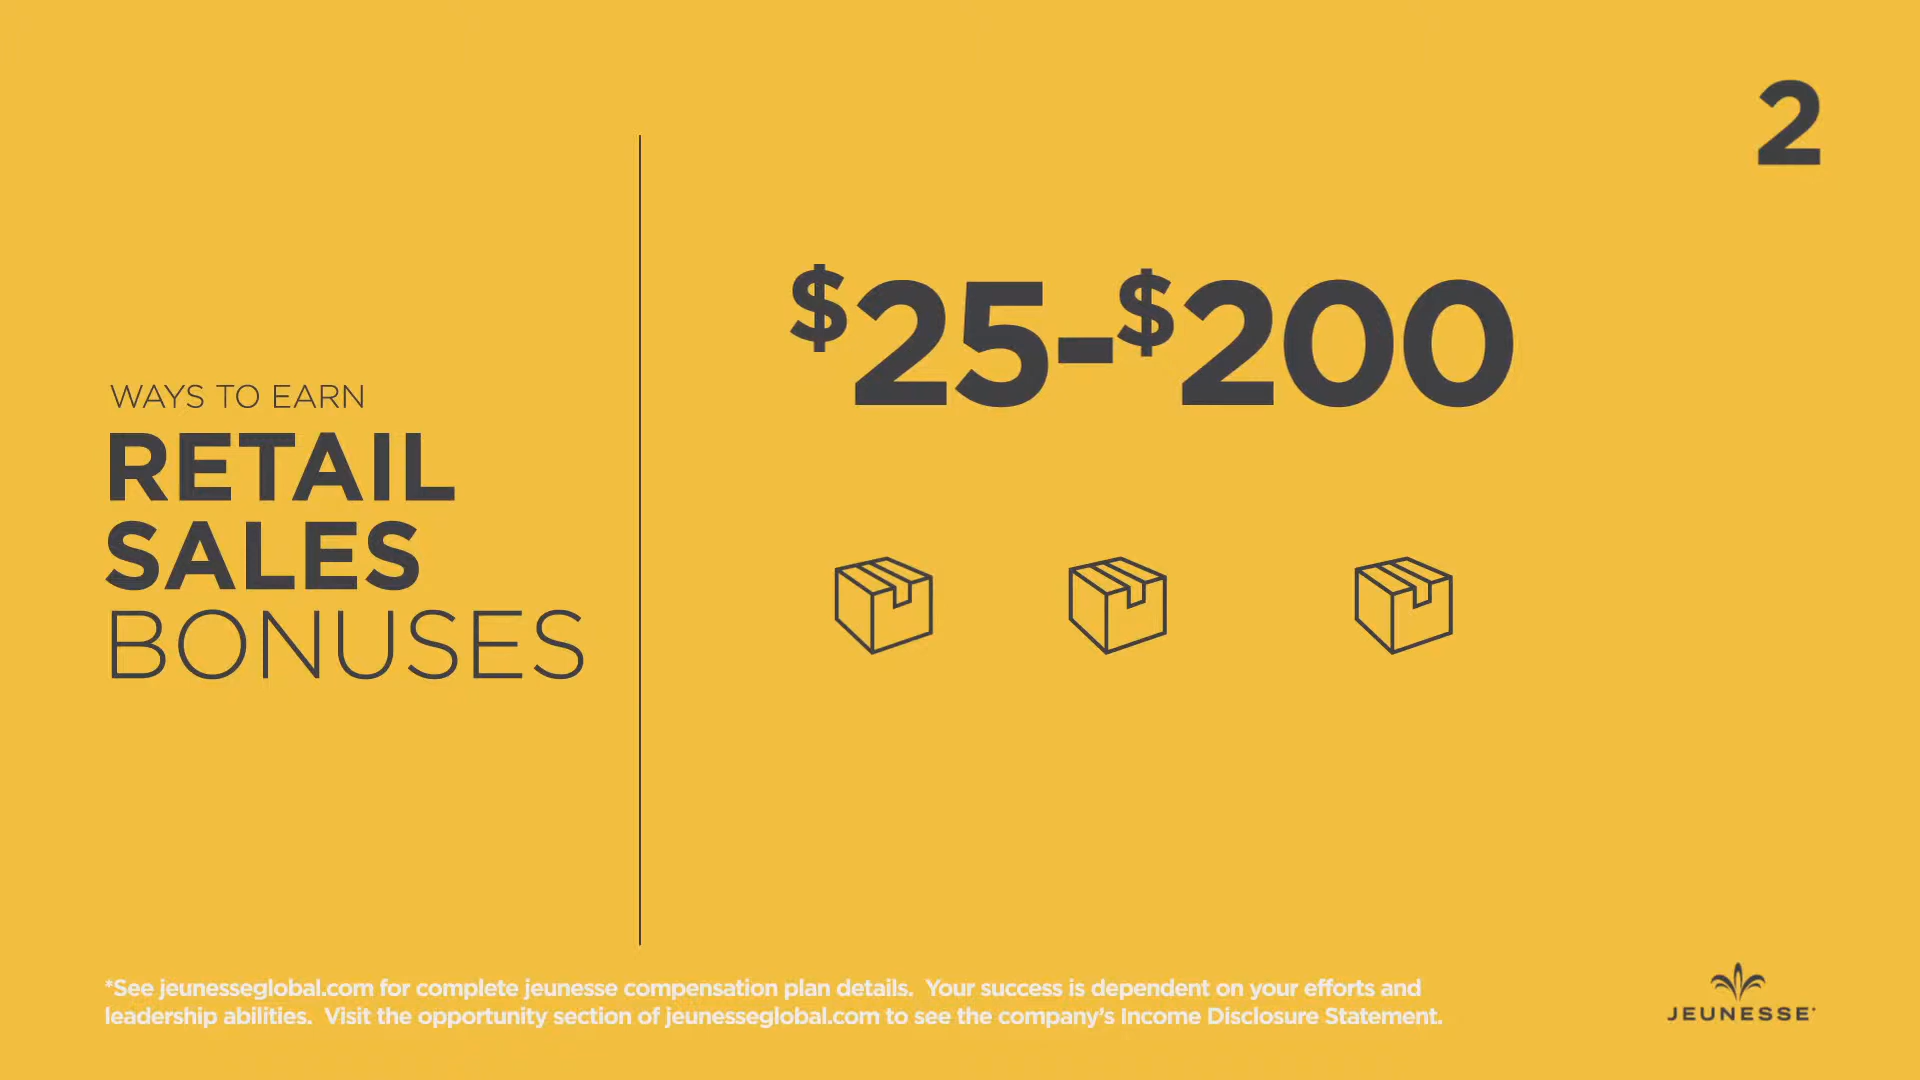 2
$25-$200
WAYS TO EARN
RETAIL
SALES
BONUSES
*See jeunesseglobal.com for complete jeunesse compensation plan details.  Your success is dependent on your efforts and
leadership abilities.  Visit the opportunity section of jeunesseglobal.com to see the company's Income Disclosure Statement.
JEUNESSE